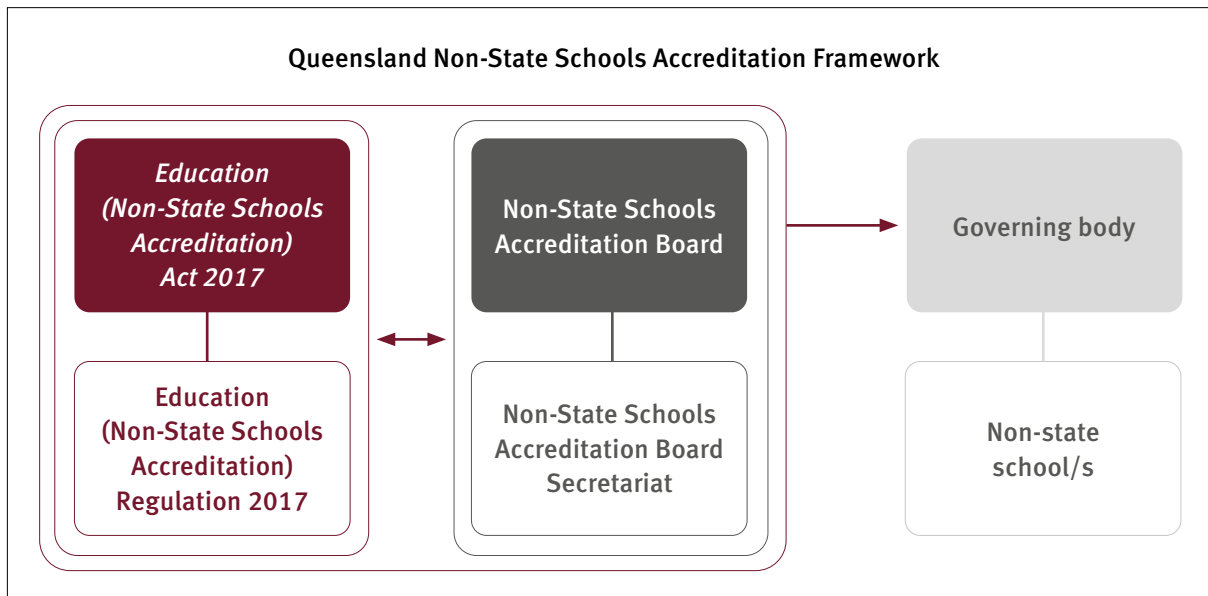 Queensland Non-State Schools Accreditation Framework
Education
(Non-State Schools
Accreditation)
Act 2017
Education
(Non-State Schools
Accreditation)
Regulation 2017
Non-State Schools
Accreditation Board
Non-State Schools
Accreditation Board
Secretariat
Governing body
Non-state
school/s